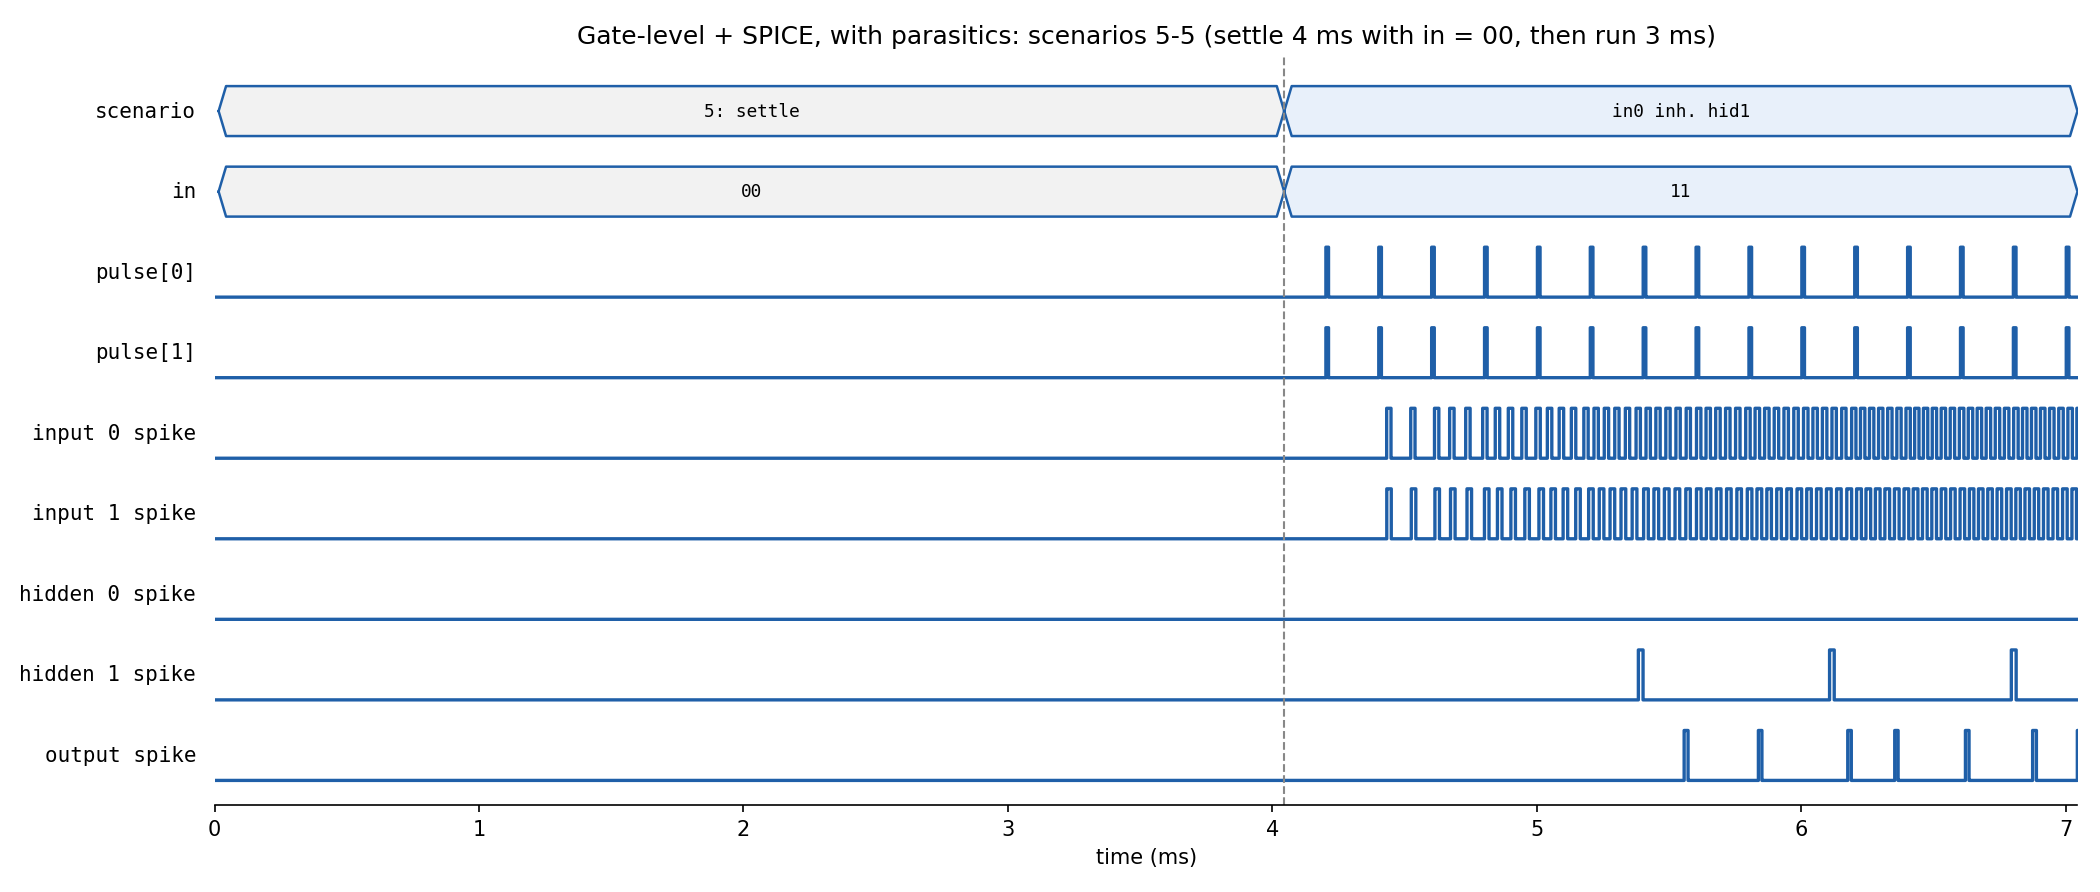 Gate-level + SPICE, with parasitics: scenarios 5-5 (settle 4 ms with in = 00, then run 3 ms)
scenario
5: settle
in0 inh. hid1
in
00
11
pulse[0]
pulse[1]
input 0 spike
input 1 spike
hidden 0 spike
hidden 1 spike
output spike
0 1 2 3 4 5 6 7
time (ms)